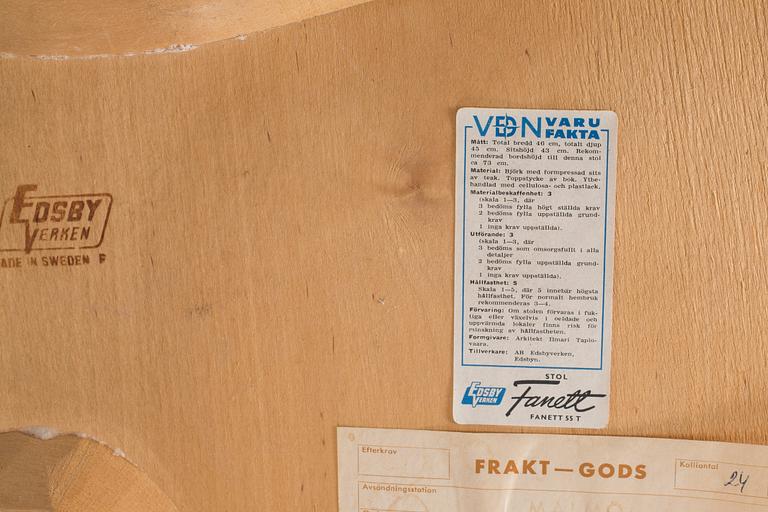 EDSBY
VERKEN
ADE IN SWEDEN F
VDN VARU
FAKTA
Mått: Total bredd 46 cm, totalt djup
45 cm. Sitshöjd 43 cm. Rekom-
menderad bordshöjd till denna stol
ca 73 cm.
Material: Björk med formpressad sits
av teak. Toppstycke av bok. Ytbe-
handlad med cellulosa- och plastlack.
Materialbeskaffenhet: 3
(skala 1—3, där
3 bedöms fylla högt ställda krav
2 bedöms fylla uppställda grund-
krav
1 inga krav uppställda).
Utförande: 3
(skala 1—3, där
3 bedöms som omsorgsfullt i alla
detaljer
2 bedöms fylla uppställda grund-
krav
1 inga krav uppställda).
Hållfasthet: 5
Skala 1—5, där 5 innebär högsta
hållfasthet. För normalt hembruk
rekommenderas 3—4.
Förvaring: Om stolen förvaras i fuk-
tiga eller växelvis i oeldade och
uppvärmda lokaler finns risk för
minskning av hållfastheten.
Formgivare: Arkitekt Ilmari Tapio-
vaara.
Tillverkare: AB Edsbyverken,
Edsbyn.
EDSBY
VERKEN
STOL
Fanett
FANETT SS T
Efterkrav
FRAKT—GODS
Kolliantal
24
Avsändningsstation
MALMÖ